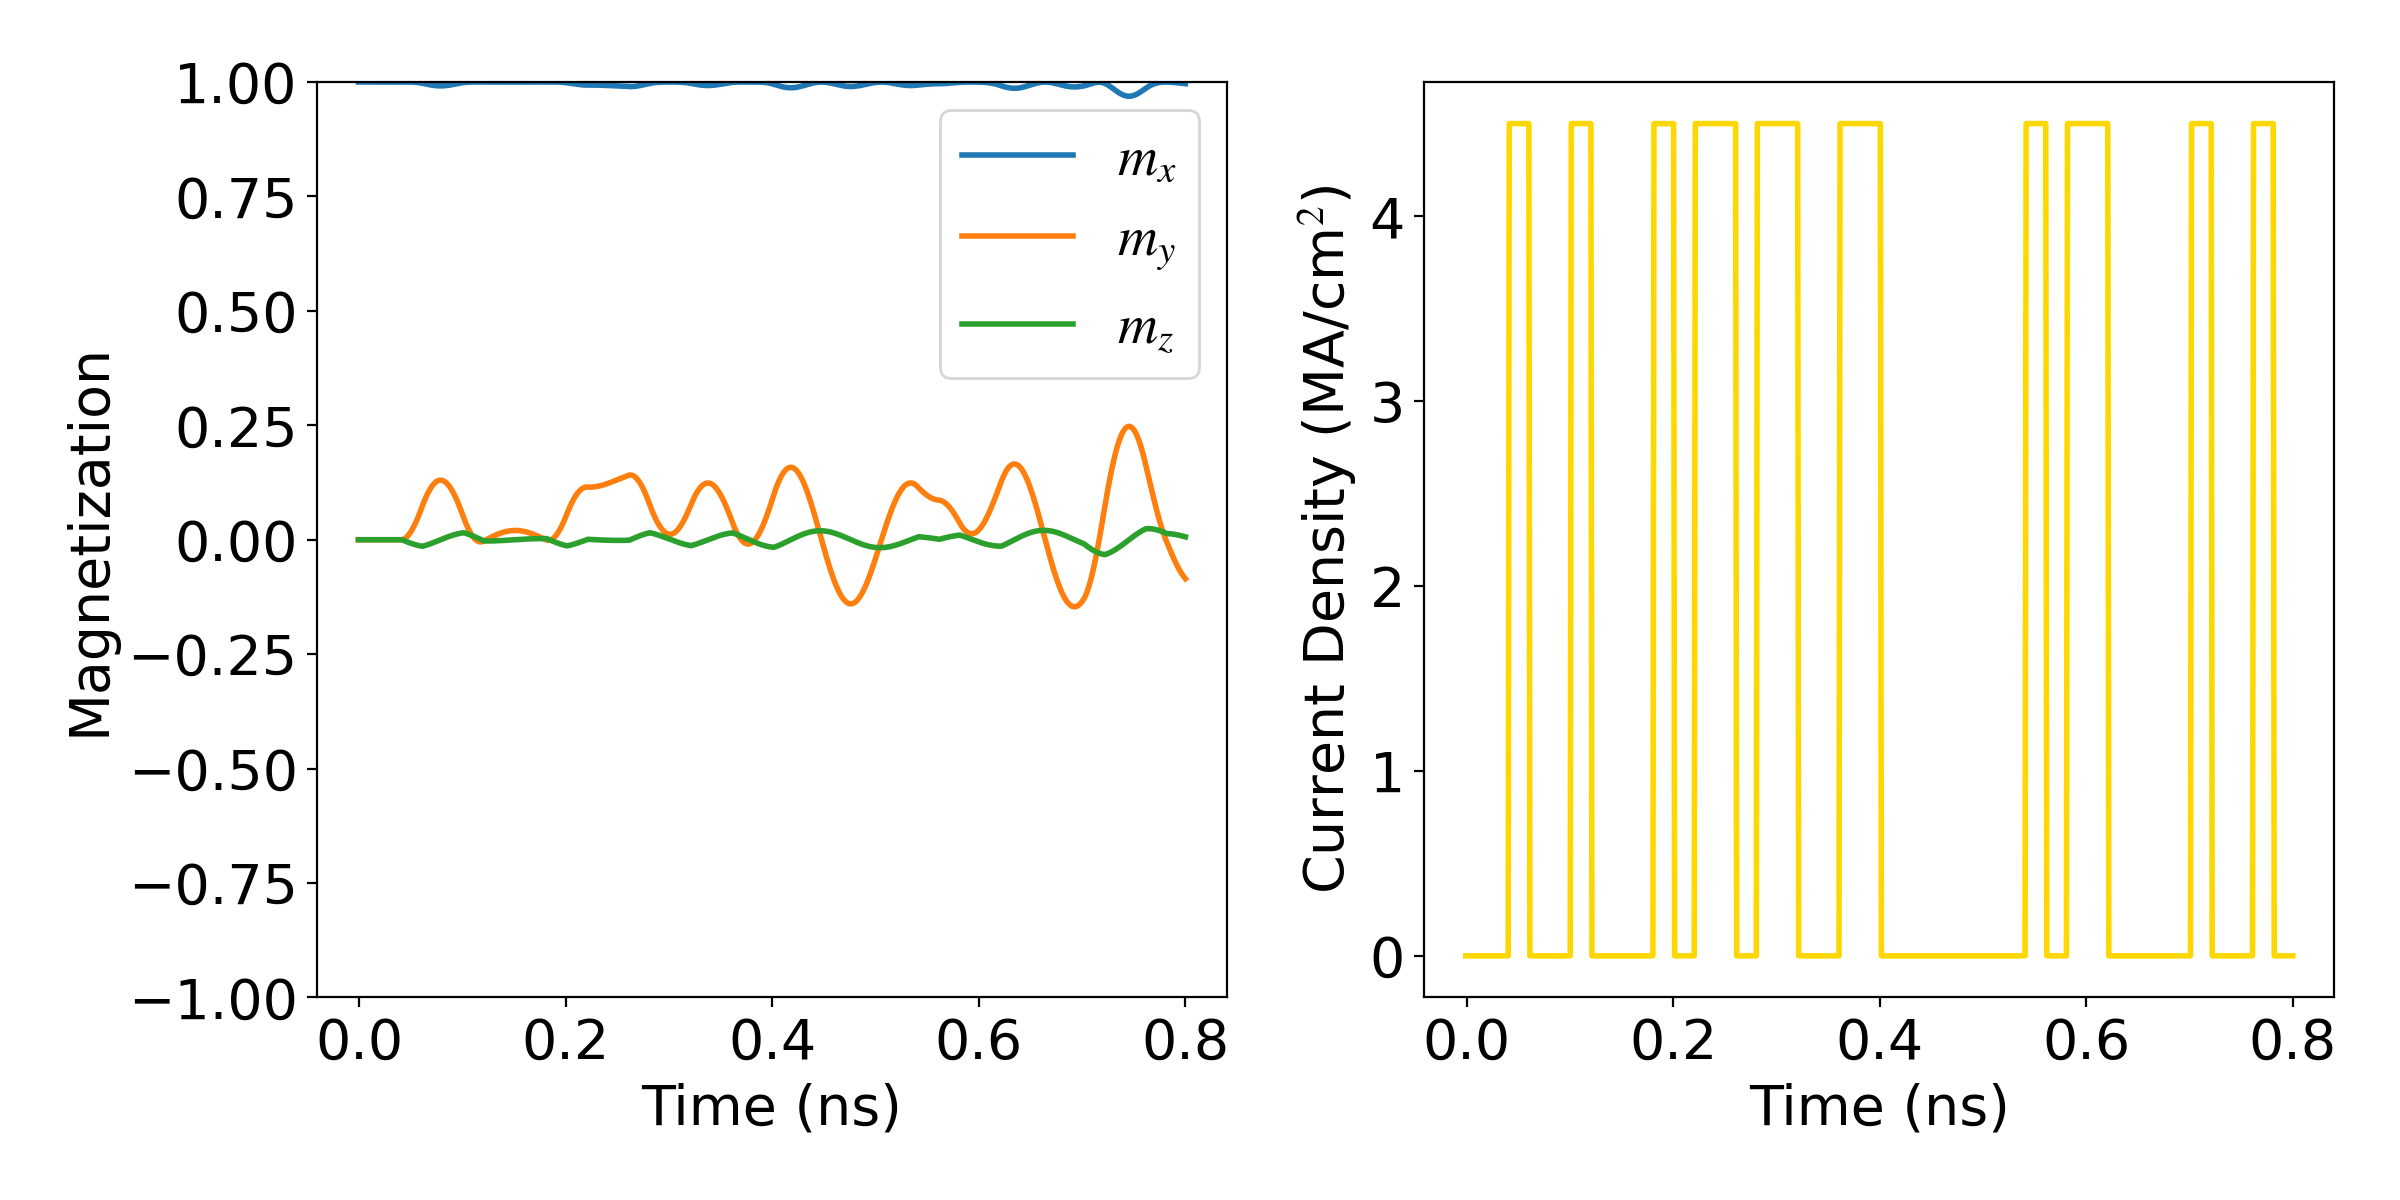 Magnetization
1.00
0.75
0.50
0.25
0.00
−0.25
−0.50
−0.75
−1.00
0.0 0.2 0.4 0.6 0.8
Time (ns)
m_x
m_y
m_z
Current Density (MA/cm²)
4
3
2
1
0
0.0 0.2 0.4 0.6 0.8
Time (ns)